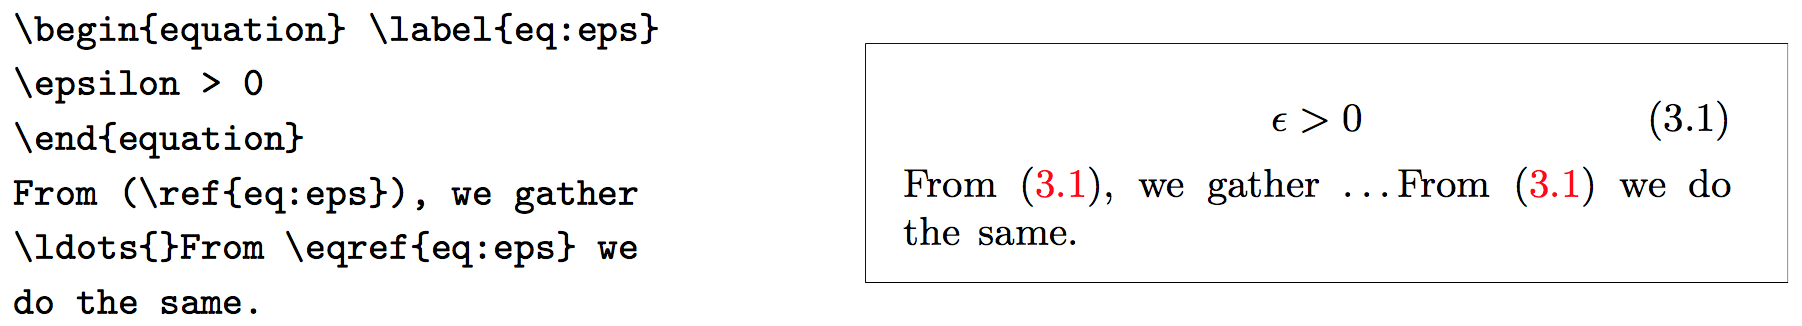 \begin{equation} \label{eq:eps}
\epsilon > 0
\end{equation}
From (\ref{eq:eps}), we gather
\ldots{}From \eqref{eq:eps} we
do the same.
ϵ > 0 (3.1)
From (3.1), we gather ...From (3.1) we do
the same.